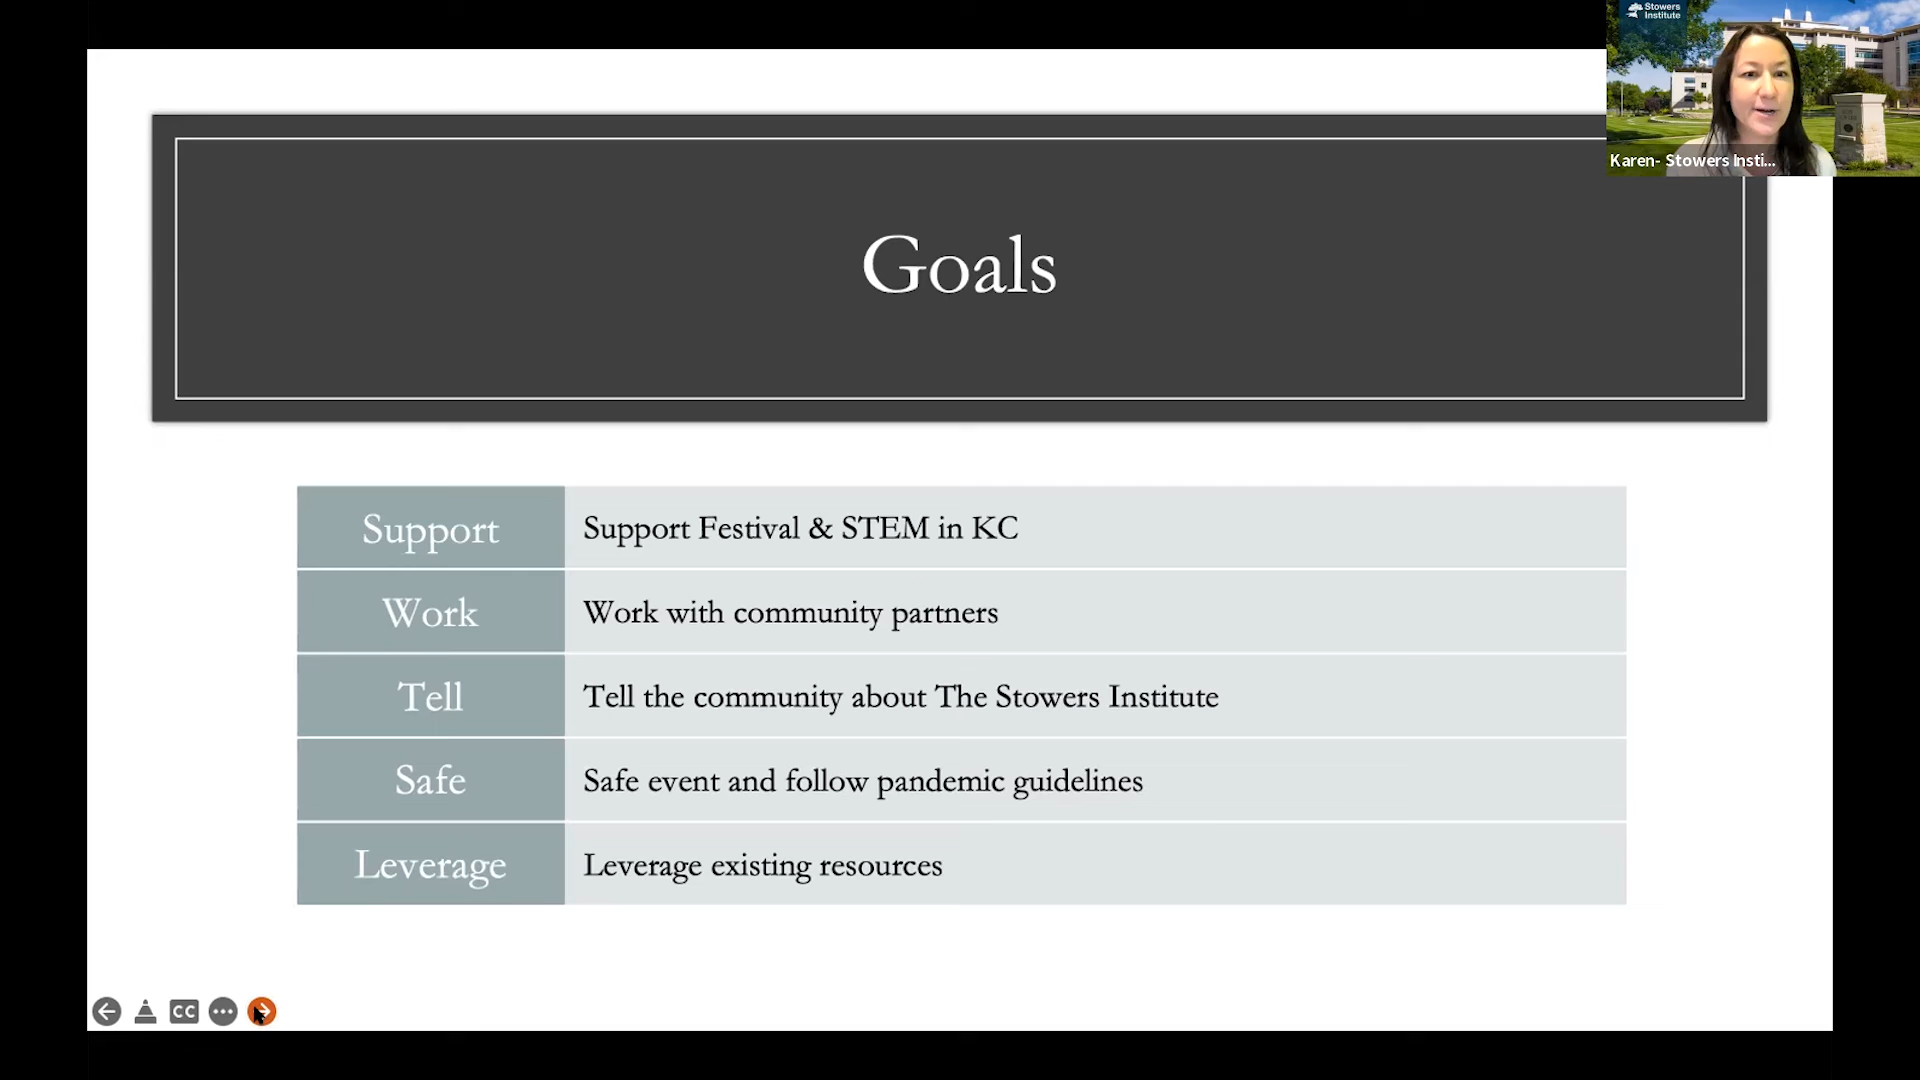 Stowers
Institute
Karen- Stowers Insti...
Goals
Support
Support Festival & STEM in KC
Work
Work with community partners
Tell
Tell the community about The Stowers Institute
Safe
Safe event and follow pandemic guidelines
Leverage
Leverage existing resources
CC